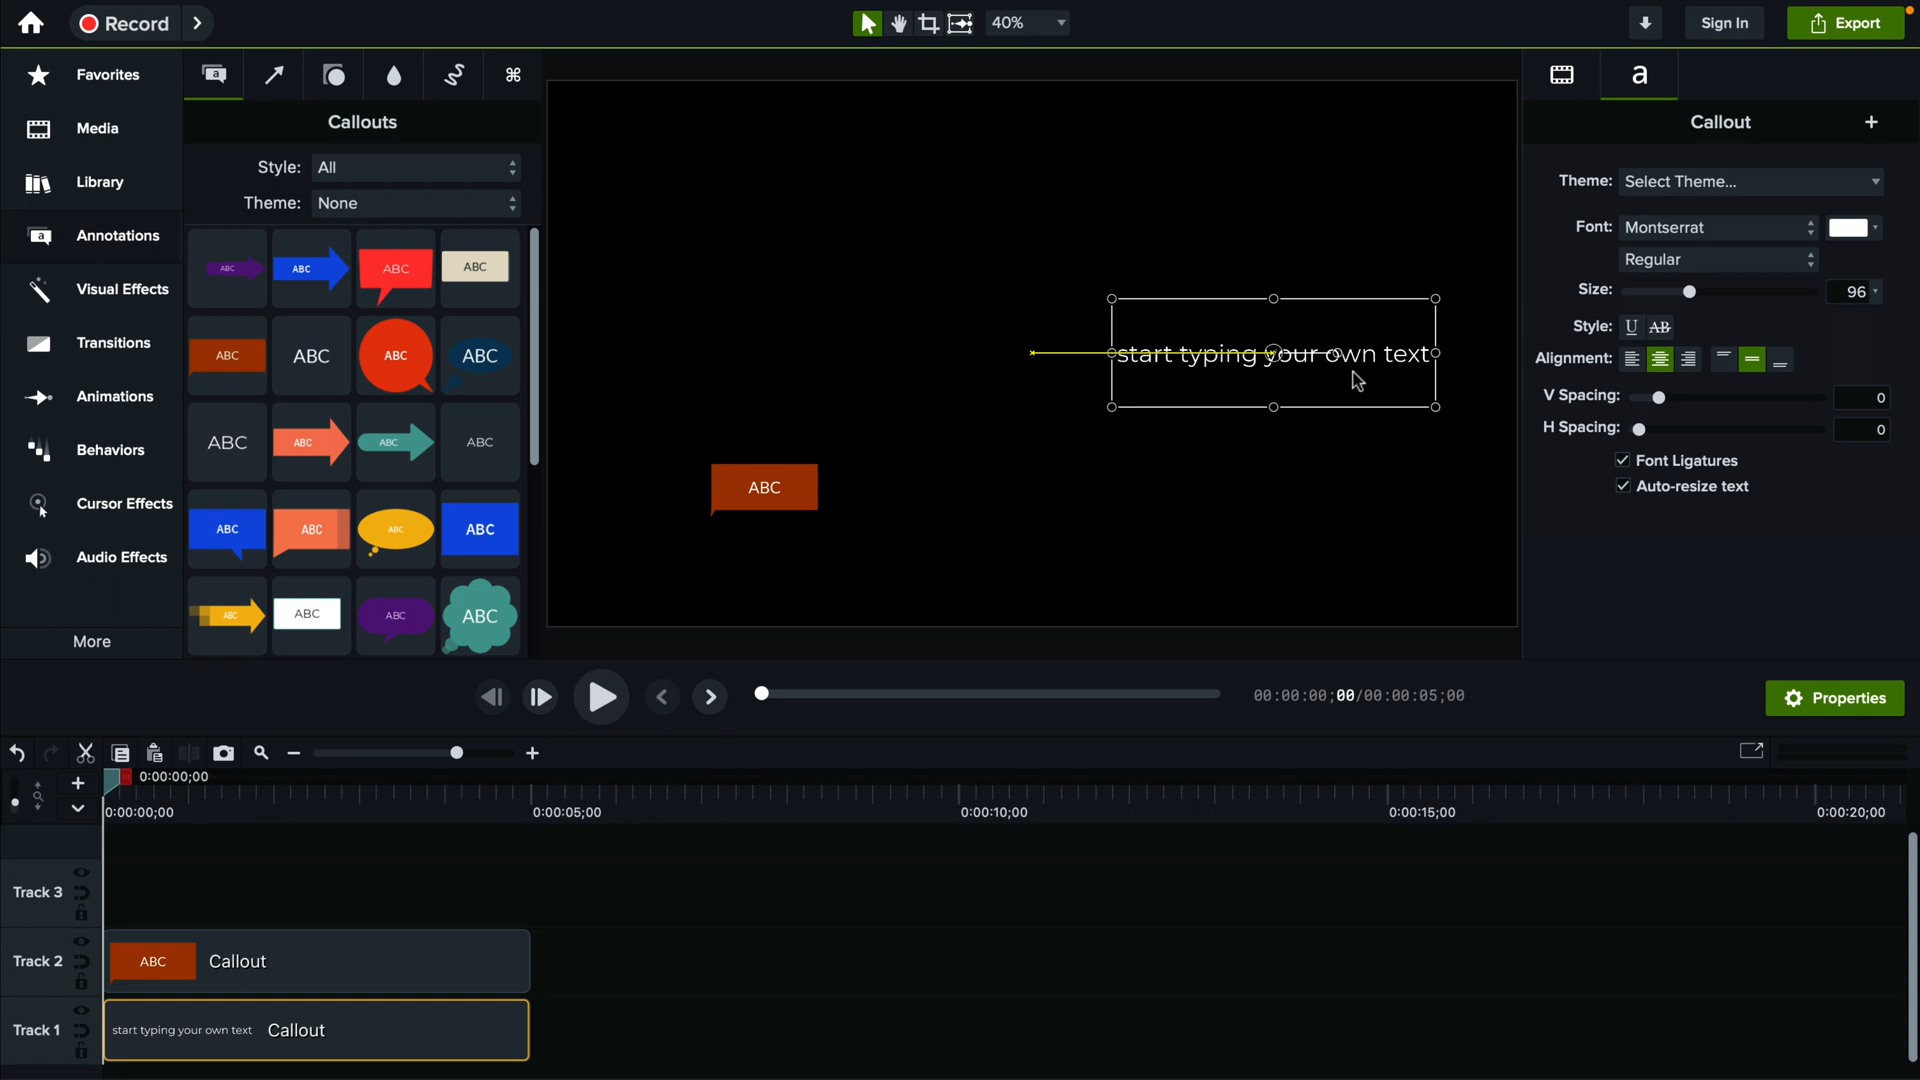 Record
40%
Sign In
Export
Favorites
Media
Library
Annotations
Visual Effects
Transitions
Animations
Behaviors
Cursor Effects
Audio Effects
More
a
Callouts
Style: All
Theme: None
ABC ABC ABC ABC
ABC ABC ABC ABC
ABC ABC ABC ABC
ABC ABC ABC ABC
ABC ABC ABC ABC
start typing your own text
ABC
a
Callout
Theme: Select Theme...
Font: Montserrat
Regular
Size: 96
Style: U AB
Alignment:
V Spacing: 0
H Spacing: 0
Font Ligatures
Auto-resize text
00:00:00;00/00:00:05;00
Properties
0:00:00;00
0:00:00;00 0:00:05;00 0:00:10;00 0:00:15;00 0:00:20;00
Track 3
Track 2 ABC Callout
Track 1 start typing your own text Callout